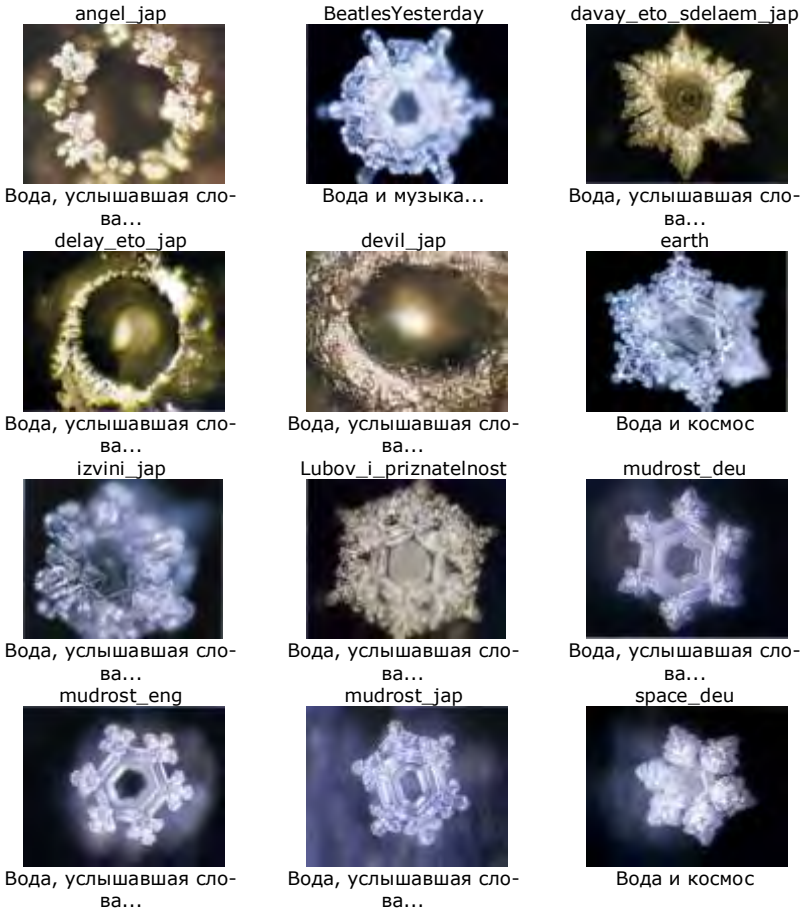 angel_jap
BeatlesYesterday
davay_eto_sdelaem_jap
Вода, услышавшая сло-
ва...
Вода и музыка...
Вода, услышавшая сло-
ва...
delay_eto_jap
devil_jap
earth
Вода, услышавшая сло-
ва...
Вода, услышавшая сло-
ва...
Вода и космос
izvini_jap
Lubov_i_priznatelnost
mudrost_deu
Вода, услышавшая сло-
ва...
Вода, услышавшая сло-
ва...
Вода, услышавшая сло-
ва...
mudrost_eng
mudrost_jap
space_deu
Вода, услышавшая сло-
ва...
Вода, услышавшая сло-
ва...
Вода и космос